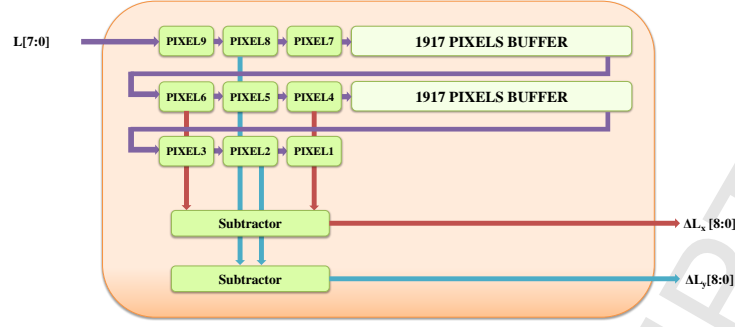 L[7:0] PIXEL9 PIXEL8 PIXEL7 1917 PIXELS BUFFER
PIXEL6 PIXEL5 PIXEL4 1917 PIXELS BUFFER
PIXEL3 PIXEL2 PIXEL1
Subtractor ΔLx [8:0]
Subtractor ΔLy[8:0]